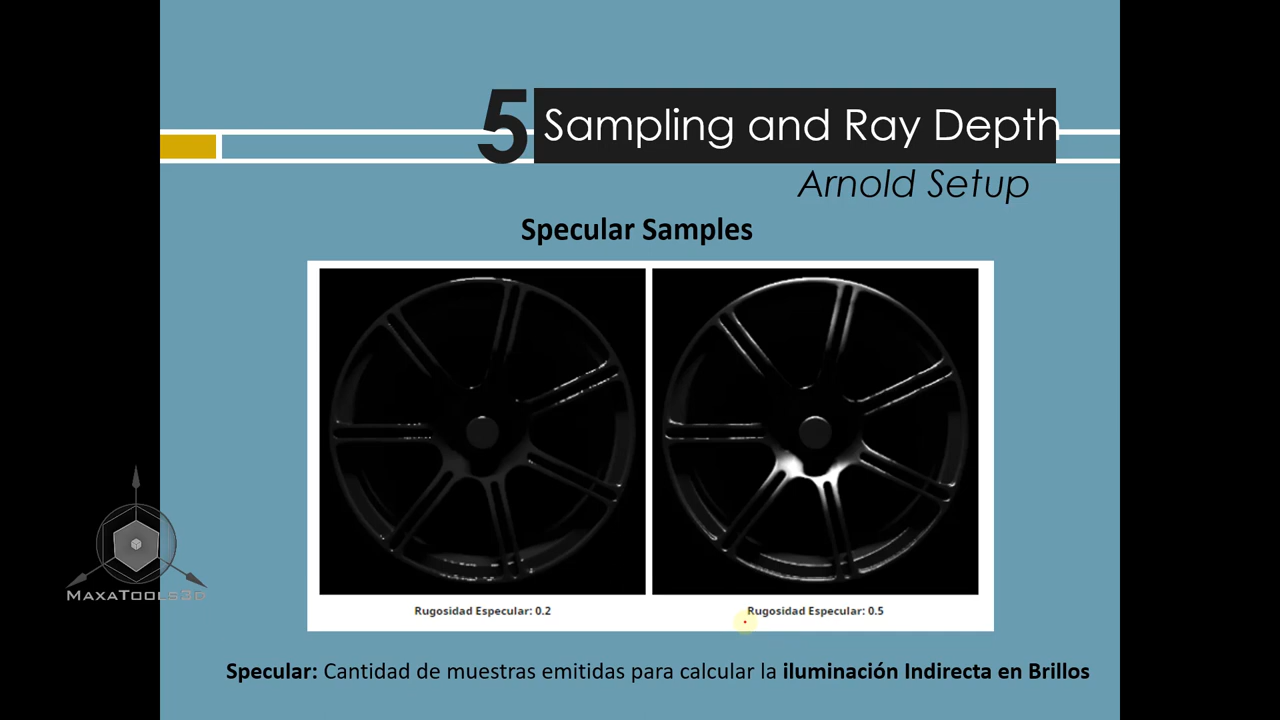 5 Sampling and Ray Depth
Arnold Setup
Specular Samples
Rugosidad Especular: 0.2
Rugosidad Especular: 0.5
MaxaTools3d
Specular: Cantidad de muestras emitidas para calcular la iluminación Indirecta en Brillos